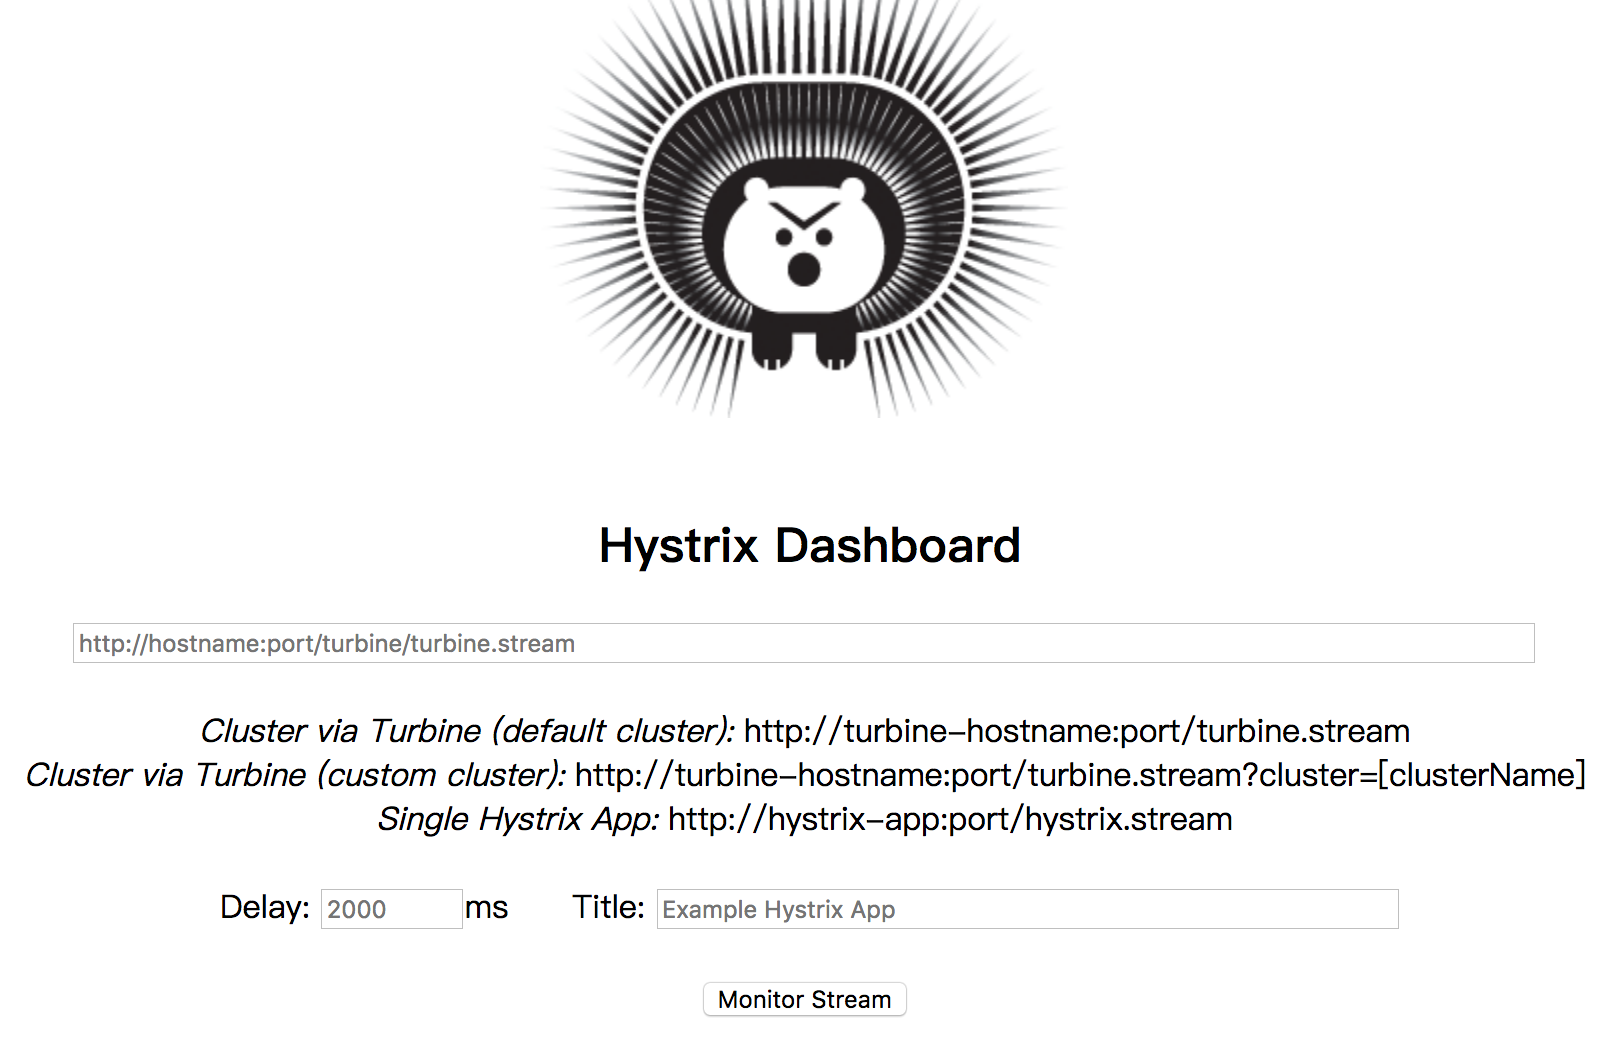 Hystrix Dashboard
http://hostname:port/turbine/turbine.stream
Cluster via Turbine (default cluster): http://turbine-hostname:port/turbine.stream
Cluster via Turbine (custom cluster): http://turbine-hostname:port/turbine.stream?cluster=[clusterName]
Single Hystrix App: http://hystrix-app:port/hystrix.stream
Delay: 2000 ms Title: Example Hystrix App
Monitor Stream